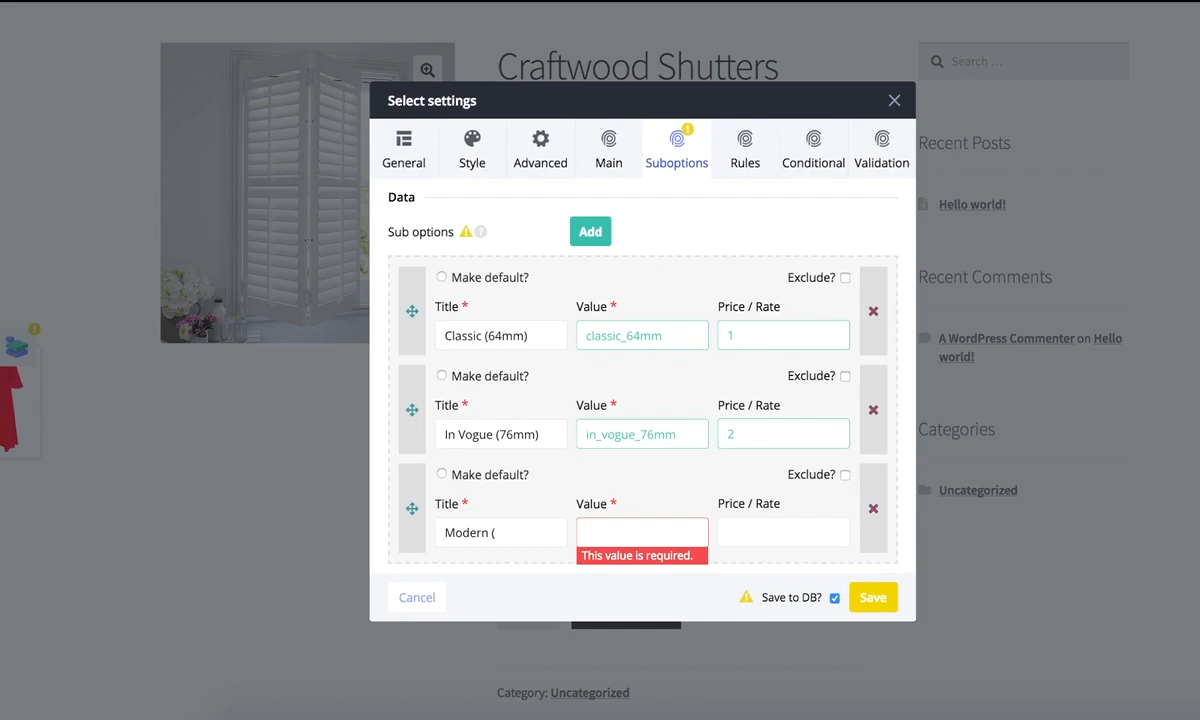 Craftwood Shutters
Search ...
Select settings
General
Style
Advanced
Main
Suboptions
Rules
Conditional
Validation
Recent Posts
Hello world!
Recent Comments
A WordPress Commenter on Hello
world!
Categories
Uncategorized
Data
Sub options
Add
Make default? Exclude?
Title * Value * Price / Rate
Classic (64mm) classic_64mm 1
Make default? Exclude?
Title * Value * Price / Rate
In Vogue (76mm) in_vogue_76mm 2
Make default? Exclude?
Title * Value * Price / Rate
Modern (
This value is required.
Cancel
Save to DB?
Save
Category: Uncategorized